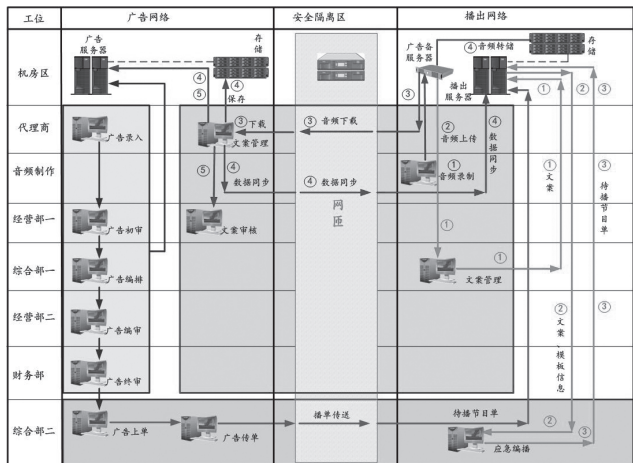 工位
广告网络
安全隔离区
播出网络
机房区
广告
服务器
存
储
④
⑤
④
保存
广告备
服务器
④ 音频转储
存
储
播出
服务器
③
②
音频上传
①
②
③
④
数据同步
代理商
广告录入
③下载
文案管理
③ 音频下载
音频制作
⑤
④
数据同步
④ 数据同步
①
音频录制
①
文案
③
待播节目单
网匝
经营部一
广告初审
文案审核
综合部一
广告编排
①
文案管理
①
经营部二
广告编审
②
文案、模板信息
③
财务部
广告终审
综合部二
广告上单
广告传单
播单传送
待播节目单
②
应急编播
③